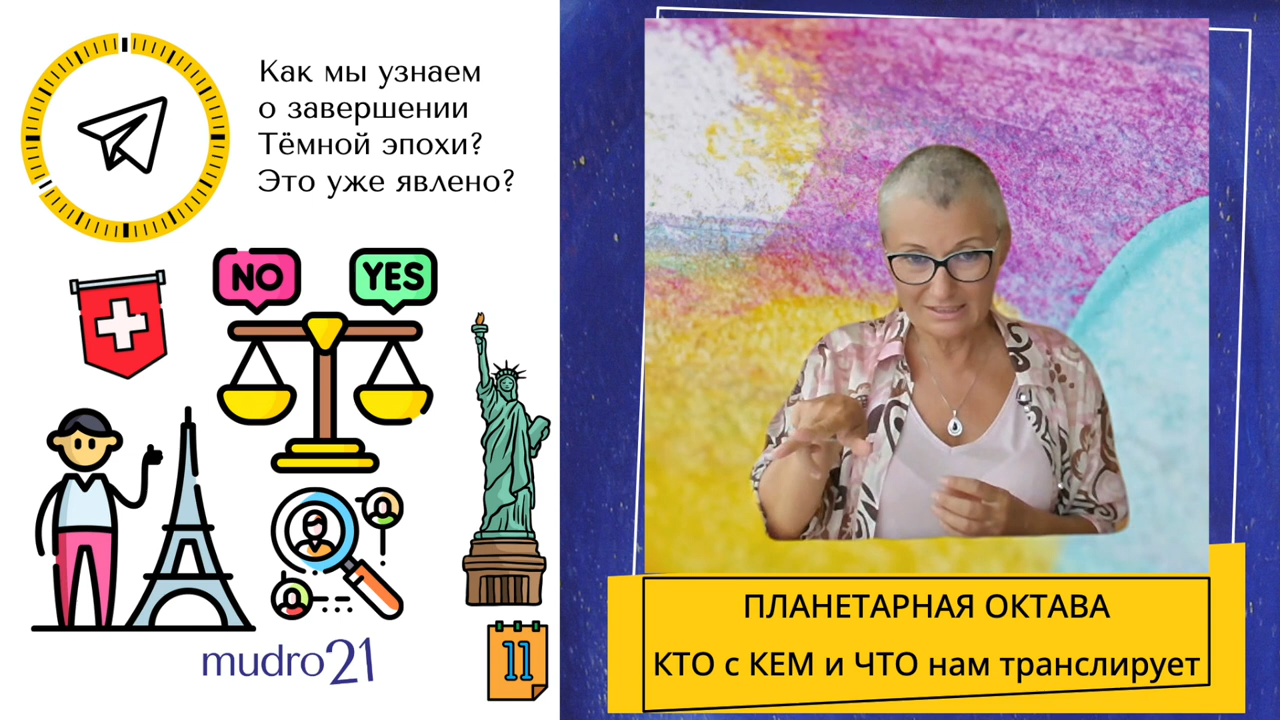 Как мы узнаем
о завершении
Тёмной эпохи?
Это уже явлено?
NO
YES
11
mudro21
ПЛАНЕТАРНАЯ ОКТАВА
КТО с КЕМ и ЧТО нам транслирует